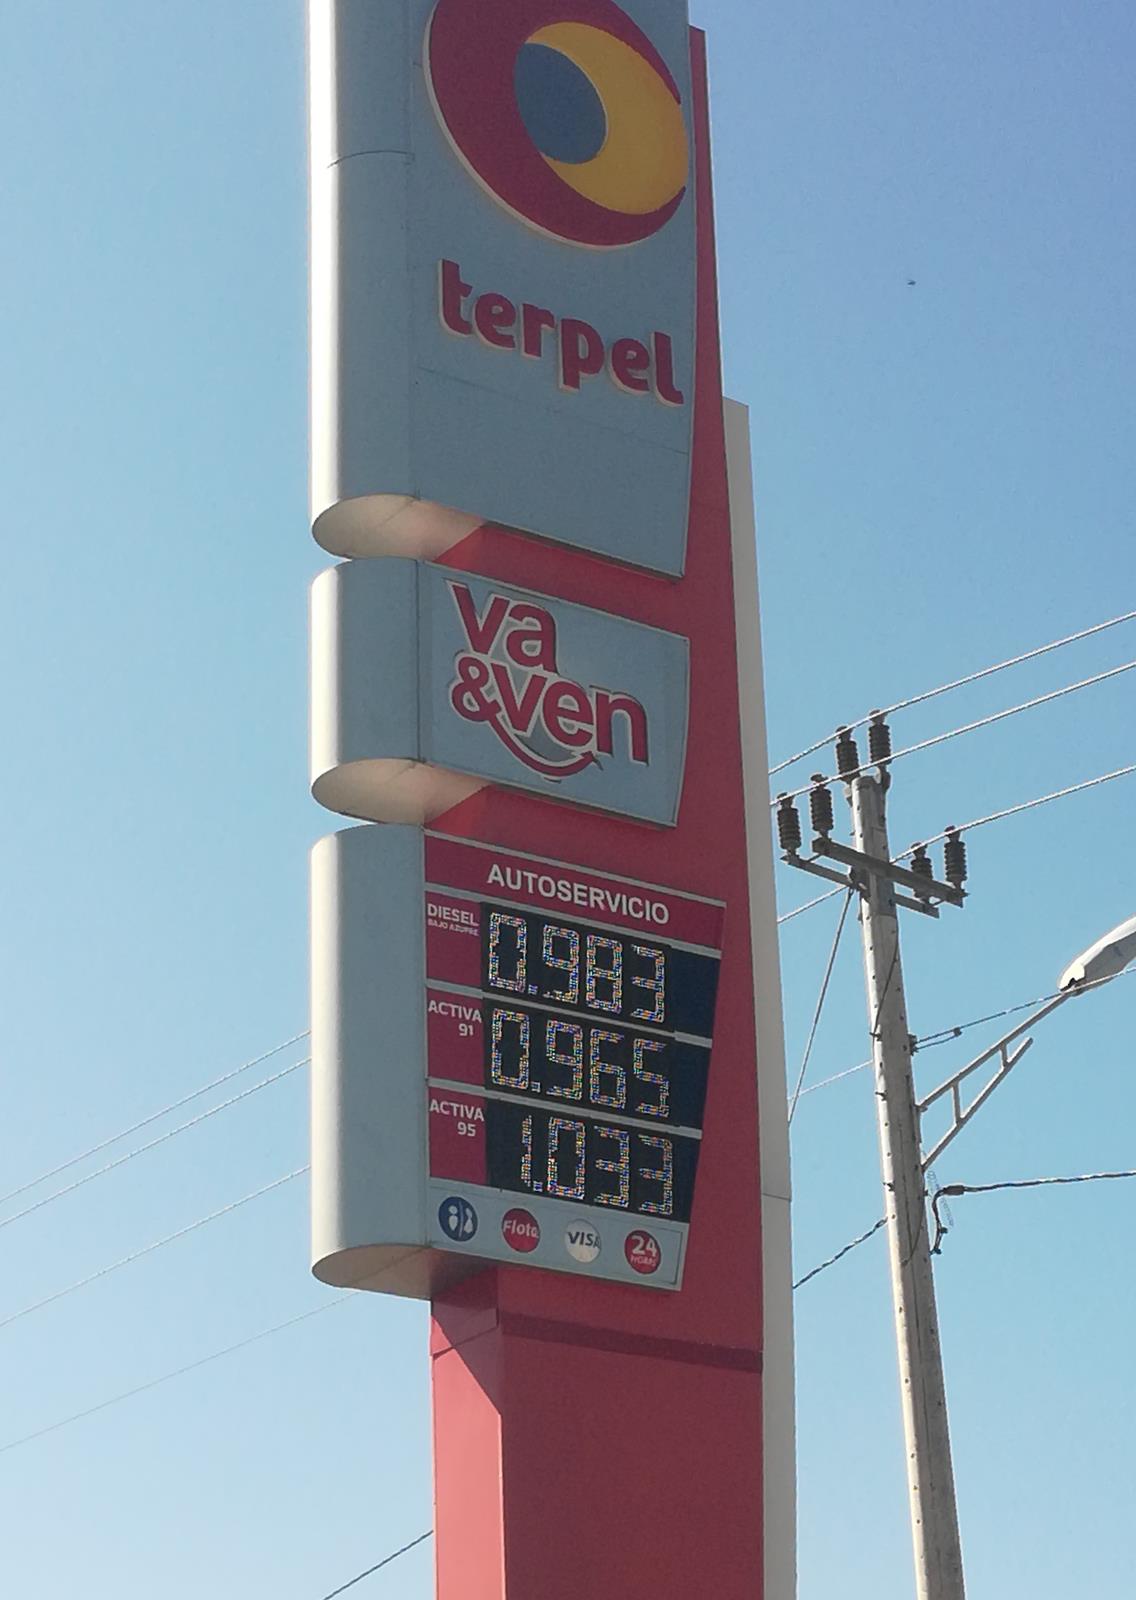 terpel
va
&ven
AUTOSERVICIO
DIESEL
BAJO AZUFRE
0.983
ACTIVA
91
0.965
ACTIVA
95
1.033
Flota
VISA
24
HORAS